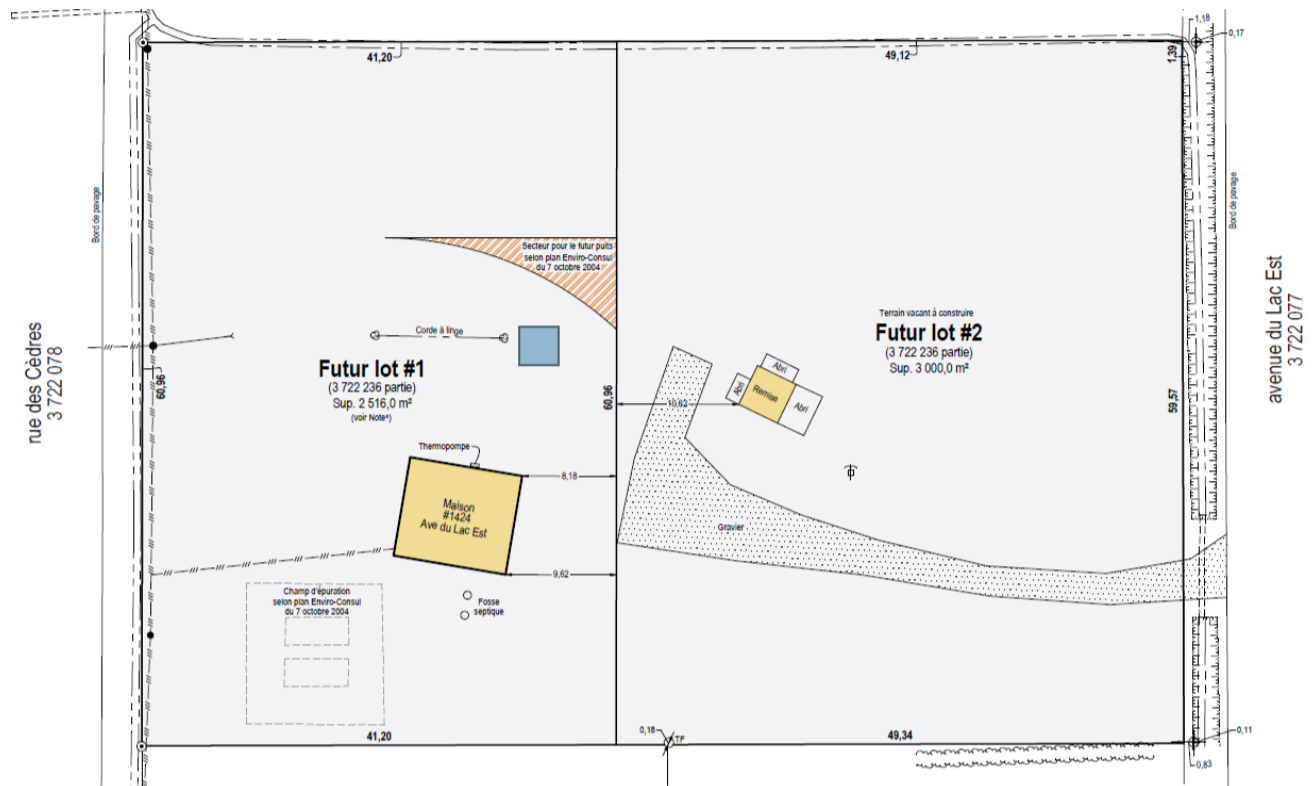 1,18
0,17
41,20
49,12
1,39
Bord de pavage
Bord de pavage
Secteur pour le futur puits
selon plan Enviro-Consul
du 7 octobre 2004
Terrain vacant à construire
Futur lot #2
(3 722 236 partie)
Sup. 3 000,0 m²
avenue du Lac Est
3 722 077
rue des Cèdres
3 722 078
Corde à linge
Futur lot #1
(3 722 236 partie)
Sup. 2 516,0 m²
(voir Note*)
60,96
60,96
59,57
10,62
Abri
Abri
Remise
Abri
Thermopompe
8,18
Maison
#1424
Ave du Lac Est
Gravier
9,62
Champ d'épuration
selon plan Enviro-Consul
du 7 octobre 2004
Fosse
septique
41,20
0,18
TF
49,34
0,11
0,83